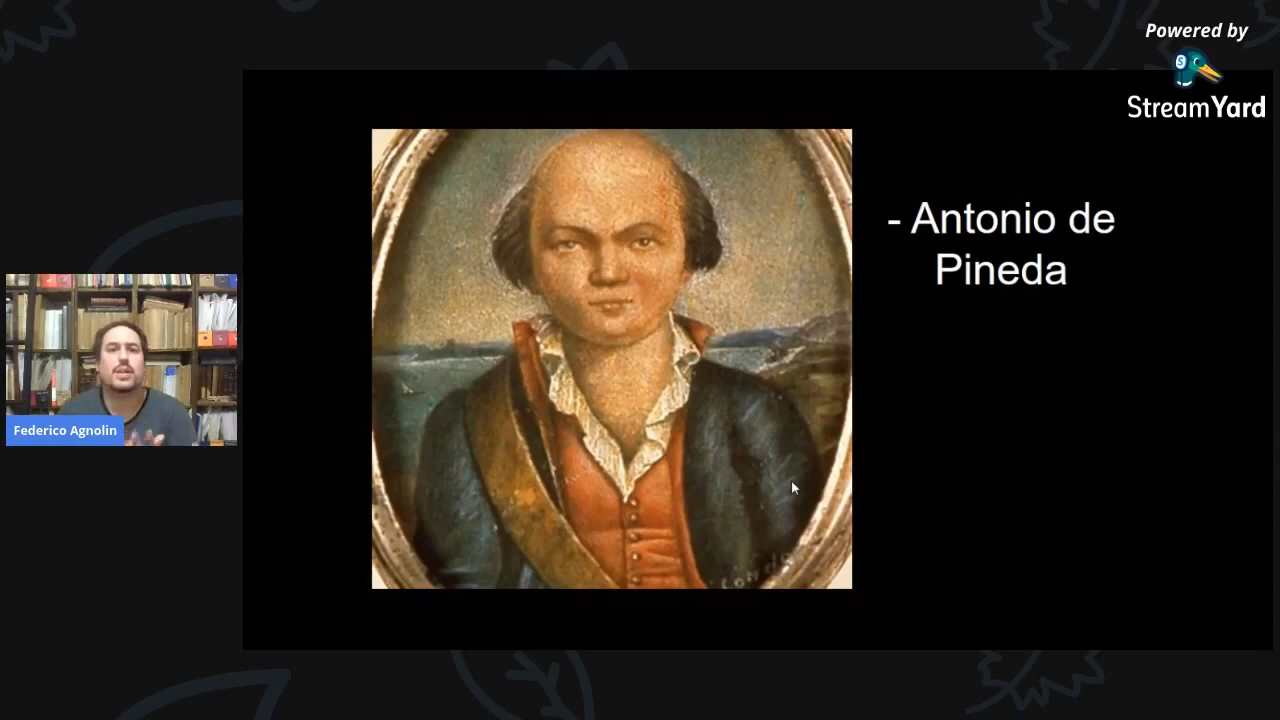 Powered by
StreamYard
- Antonio de
Pineda
Federico Agnolin